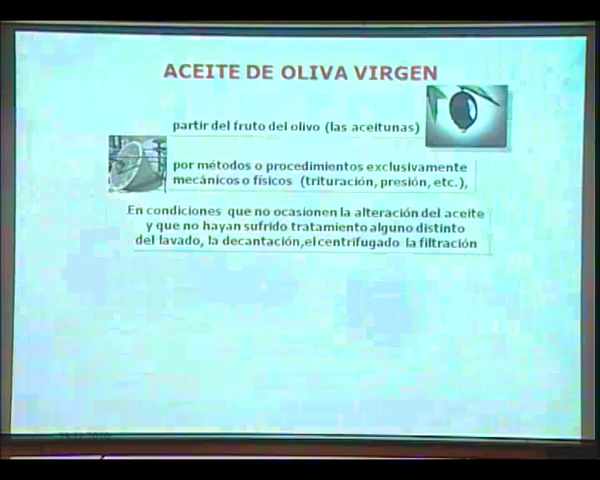 ACEITE DE OLIVA VIRGEN
partir del fruto del olivo (las aceitunas)
por métodos o procedimientos exclusivamente
mecánicos o físicos (trituración, presión, etc.),
En condiciones que no ocasionen la alteración del aceite
y que no hayan sufrido tratamiento alguno distinto
del lavado, la decantación,el centrifugado la filtración